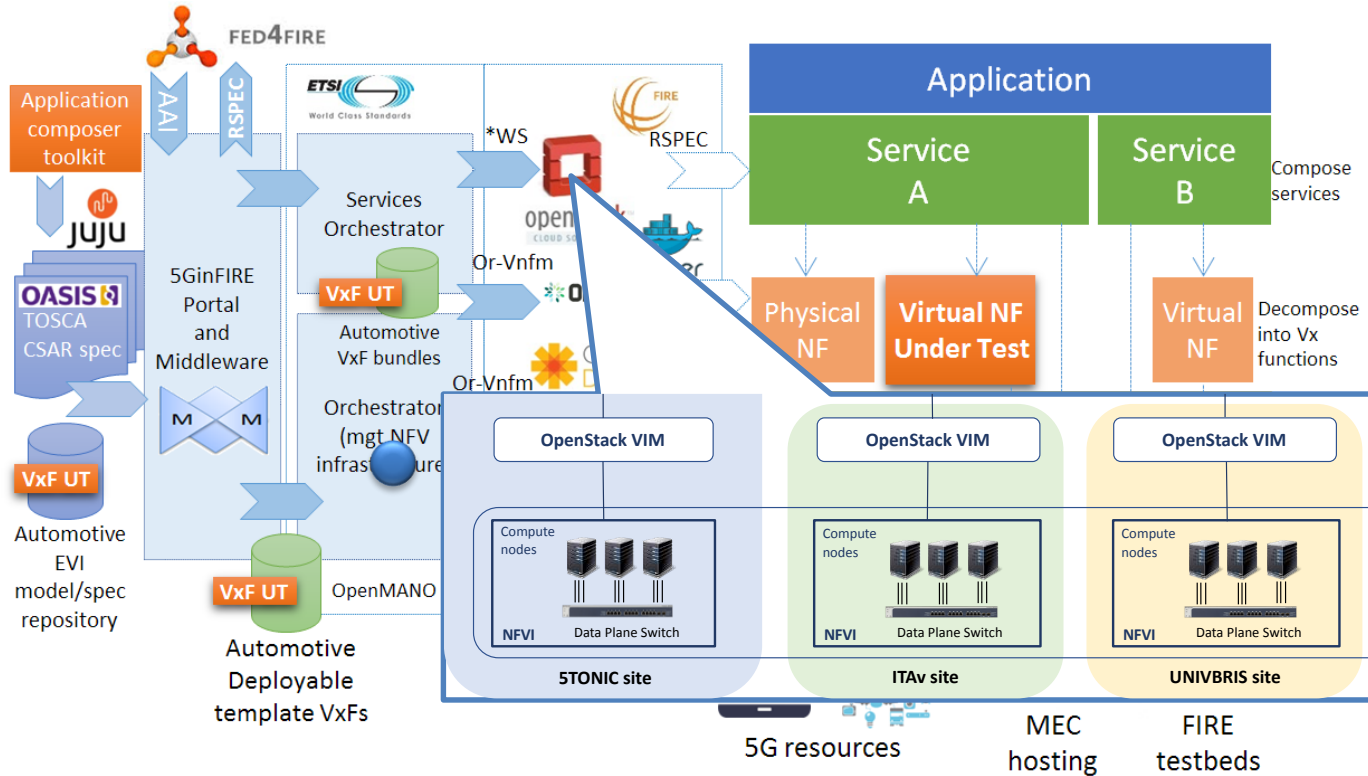 FED4FIRE
Application
composer
toolkit
AAI
RSPEC
ETSI
World Class Standards
*WS
FIRE
RSPEC
Application
Service
A
Service
B
Compose
services
juju
OASIS
TOSCA
CSAR spec
5GinFIRE
Portal
and
Middleware
M M
Services
Orchestrator
VxF UT
Automotive
VxF bundles
Or-Vnfm
Or-Vnfm
CLOUD
Physical
NF
Virtual NF
Under Test
Virtual
NF
Decompose
into Vx
functions
Orchestrator
(mgt NFV
VxF UT
Automotive
EVI
model/spec
repository
VxF UT
OpenMANO
Automotive
Deployable
template VxFs
OpenStack VIM
OpenStack VIM
OpenStack VIM
Compute
nodes
NFVI
Data Plane Switch
Compute
nodes
NFVI
Data Plane Switch
Compute
nodes
NFVI
Data Plane Switch
5TONIC site
ITAv site
UNIVBRIS site
5G resources
MEC
hosting
FIRE
testbeds